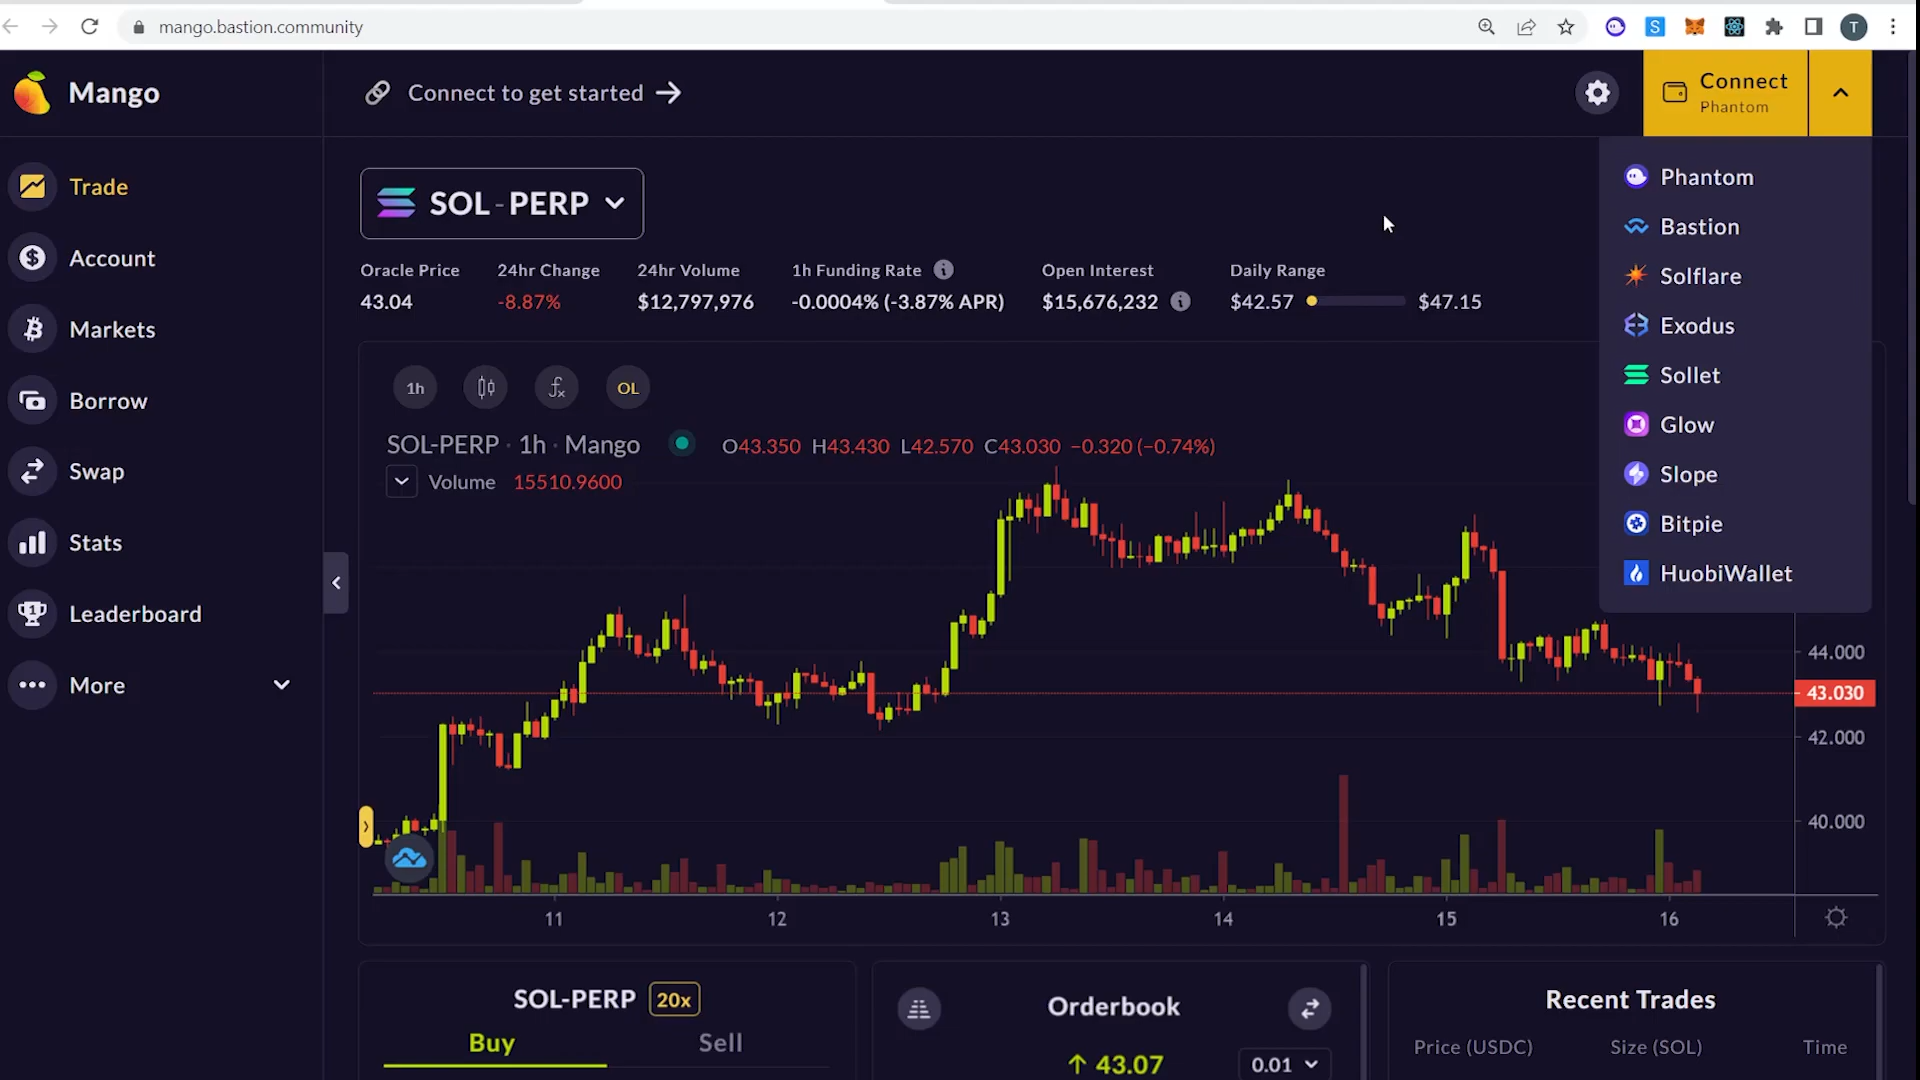 mango.bastion.community
S
T
Mango
Connect to get started
Connect
Phantom
Trade
Account
Markets
Borrow
Swap
Stats
Leaderboard
More
SOL - PERP
Oracle Price
43.04
24hr Change
-8.87%
24hr Volume
$12,797,976
1h Funding Rate
-0.0004% (-3.87% APR)
Open Interest
$15,676,232
Daily Range
$42.57
$47.15
Phantom
Bastion
Solflare
Exodus
Sollet
Glow
Slope
Bitpie
HuobiWallet
1h
fx
OL
SOL-PERP · 1h · Mango
O43.350 H43.430 L42.570 C43.030 −0.320 (−0.74%)
Volume 15510.9600
44.000
43.030
42.000
40.000
11 12 13 14 15 16
SOL-PERP 20x
Buy Sell
Orderbook
43.07
0.01
Recent Trades
Price (USDC) Size (SOL) Time